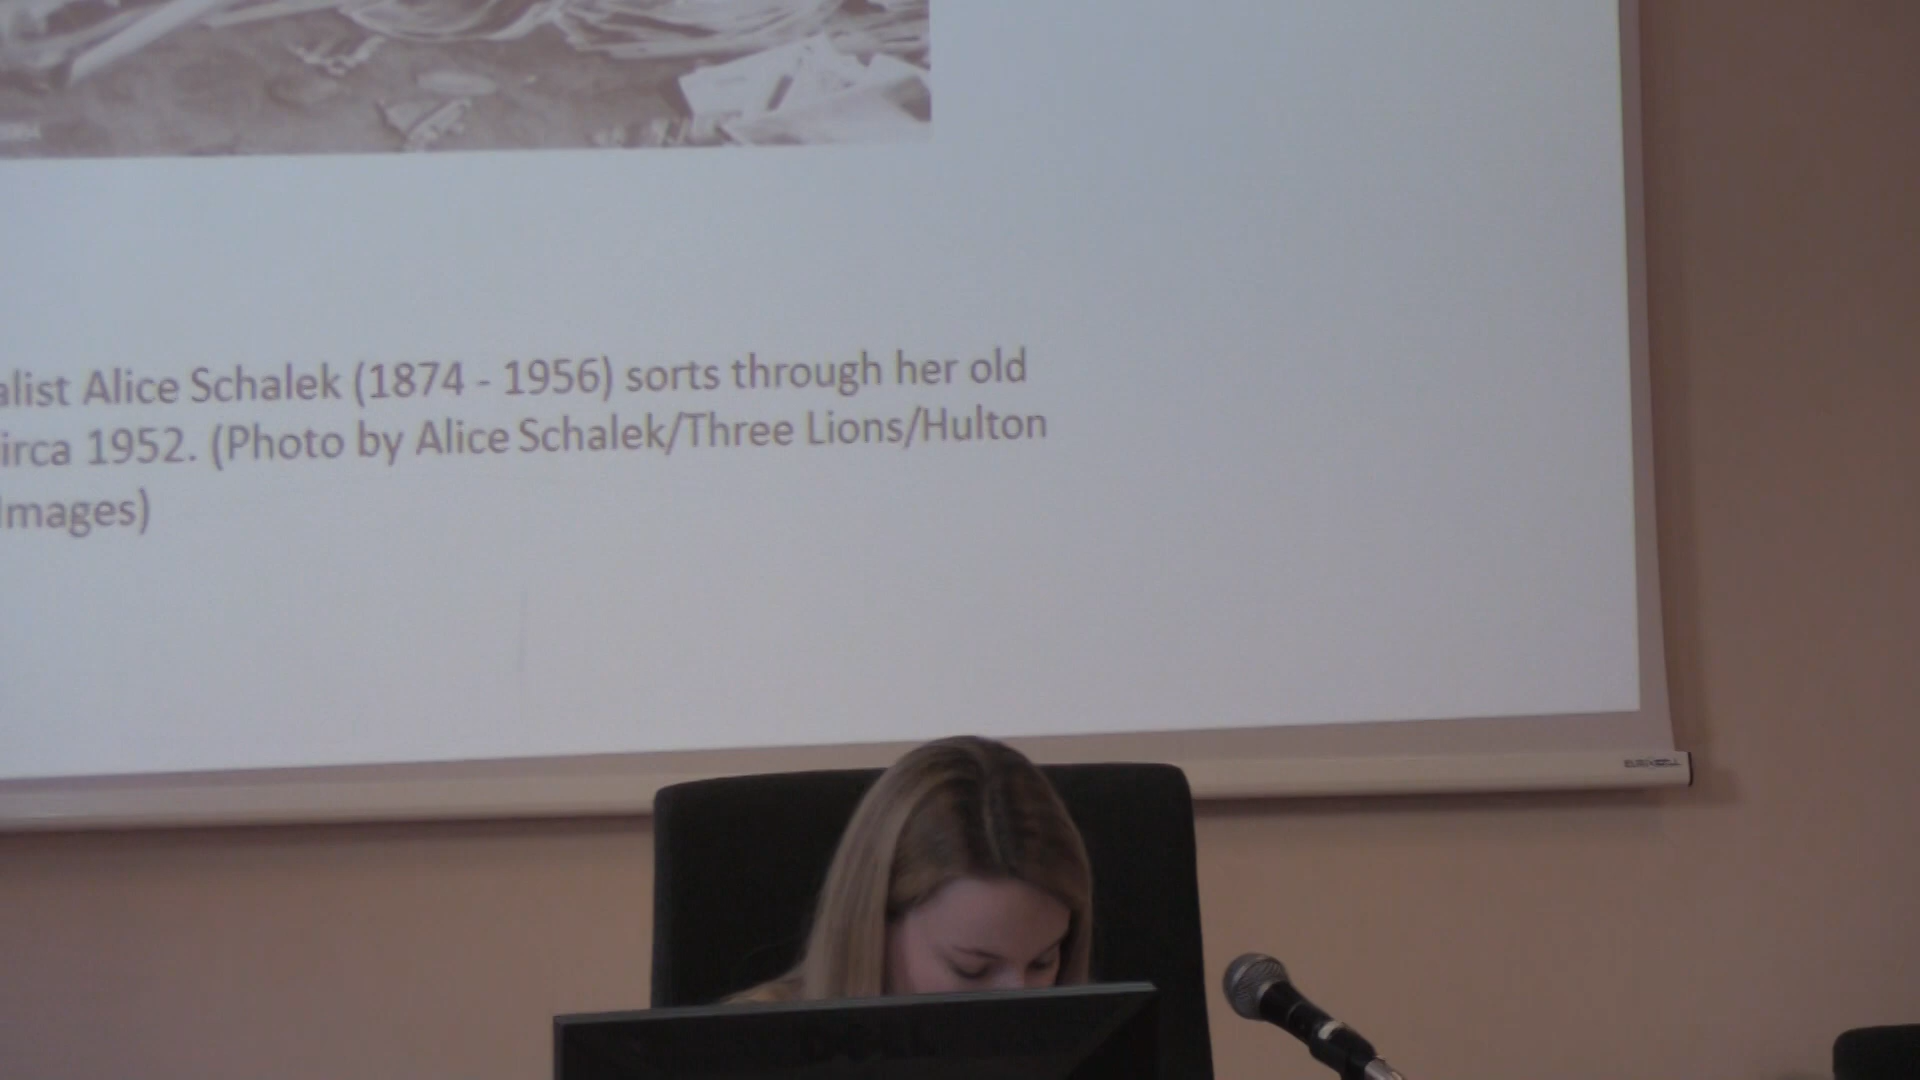 alist Alice Schalek (1874 - 1956) sorts through her old
irca 1952. (Photo by Alice Schalek/Three Lions/Hulton
Images)